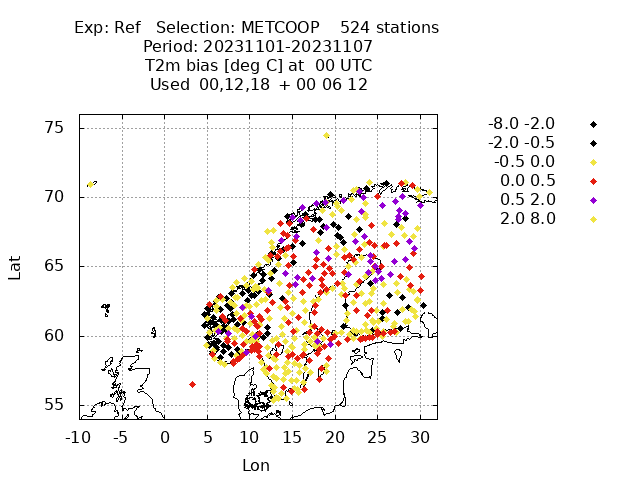 Exp: Ref   Selection: METCOOP    524 stations
Period: 20231101-20231107
T2m bias [deg C] at  00 UTC
Used  00,12,18  + 00 06 12
-8.0 -2.0
-2.0 -0.5
-0.5 0.0
0.0 0.5
0.5 2.0
2.0 8.0
75
70
65
60
55
Lat
-10 -5 0 5 10 15 20 25 30
Lon